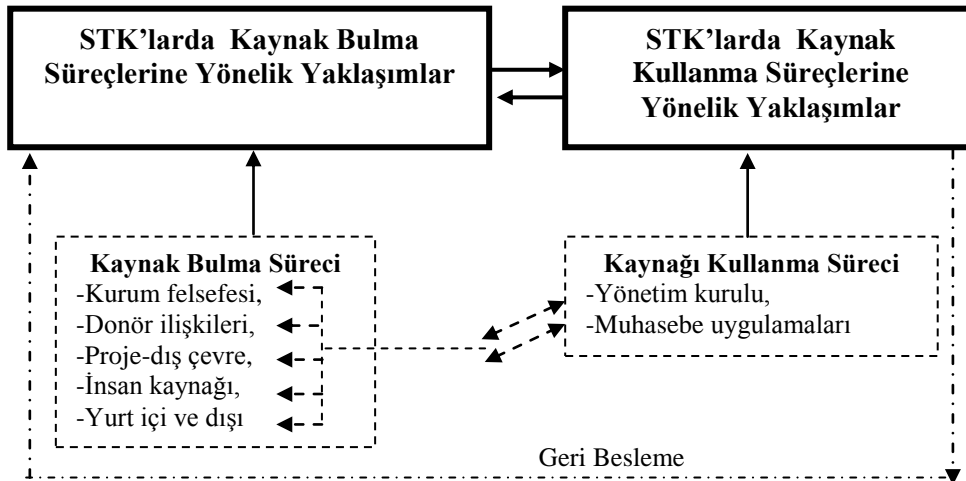 STK’larda Kaynak Bulma
Süreçlerine Yönelik Yaklaşımlar
STK’larda Kaynak
Kullanma Süreçlerine
Yönelik Yaklaşımlar
Kaynak Bulma Süreci
-Kurum felsefesi,
-Donör ilişkileri,
-Proje-dış çevre,
-İnsan kaynağı,
-Yurt içi ve dışı
Kaynağı Kullanma Süreci
-Yönetim kurulu,
-Muhasebe uygulamaları
Geri Besleme